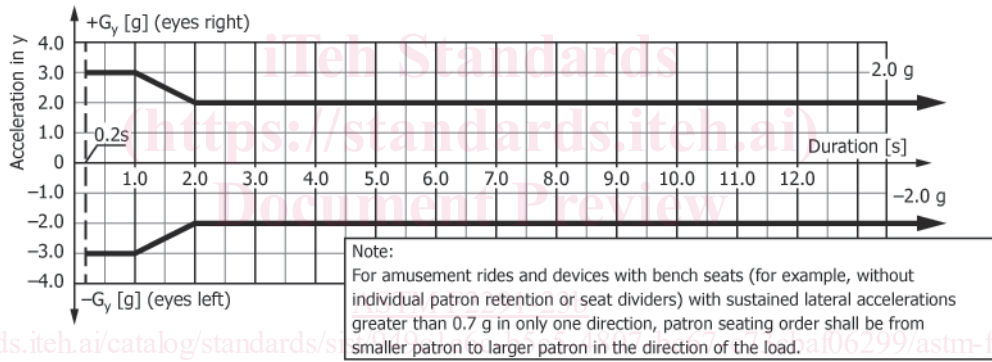 +Gy [g] (eyes right)
Acceleration in y
4.0
3.0
2.0
1.0
0
−1.0
−2.0
−3.0
−4.0
0.2s
2.0 g
Duration [s]
1.0 2.0 3.0 4.0 5.0 6.0 7.0 8.0 9.0 10.0 11.0 12.0
−2.0 g
−Gy [g] (eyes left)
Note:
For amusement rides and devices with bench seats (for example, without
individual patron retention or seat dividers) with sustained lateral accelerations
greater than 0.7 g in only one direction, patron seating order shall be from
smaller patron to larger patron in the direction of the load.
iTeh Standards
(https://standards.iteh.ai)
Document Preview